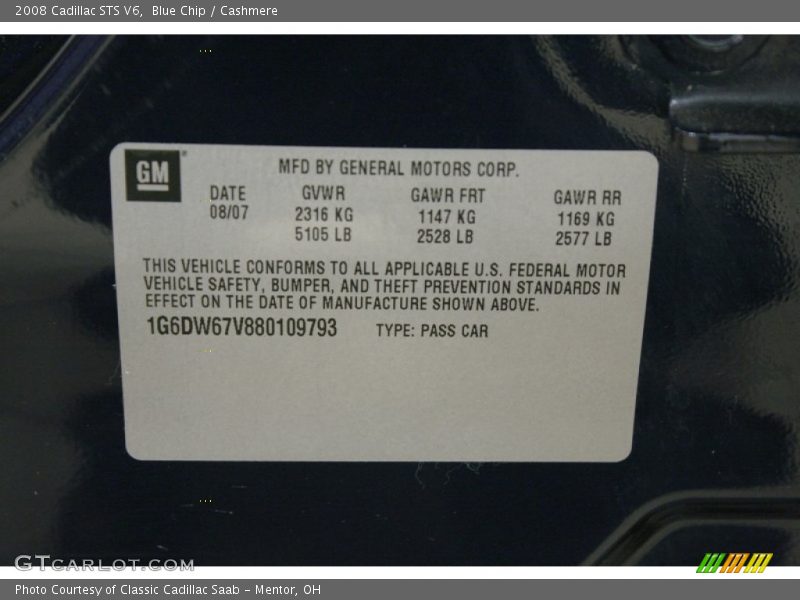 2008 Cadillac STS V6,  Blue Chip / Cashmere
GM
MFD BY GENERAL MOTORS CORP.
DATE GVWR GAWR FRT GAWR RR
08/07 2316 KG 1147 KG 1169 KG
5105 LB 2528 LB 2577 LB
THIS VEHICLE CONFORMS TO ALL APPLICABLE U.S. FEDERAL MOTOR
VEHICLE SAFETY, BUMPER, AND THEFT PREVENTION STANDARDS IN
EFFECT ON THE DATE OF MANUFACTURE SHOWN ABOVE.
1G6DW67V880109793 TYPE: PASS CAR
GTCARLOT.COM
Photo Courtesy of Classic Cadillac Saab - Mentor, OH